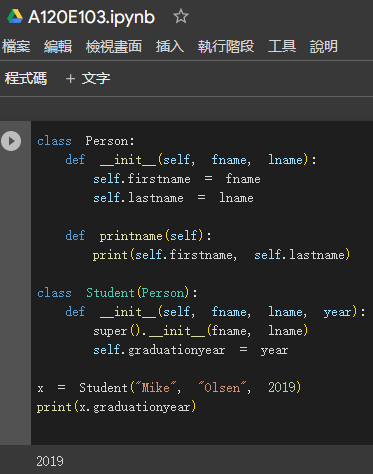 A120E103.ipynb
檔案 編輯 檢視畫面 插入 執行階段 工具 說明
程式碼 + 文字
class Person:
    def __init__(self, fname, lname):
        self.firstname = fname
        self.lastname = lname

    def printname(self):
        print(self.firstname, self.lastname)

class Student(Person):
    def __init__(self, fname, lname, year):
        super().__init__(fname, lname)
        self.graduationyear = year

x = Student("Mike", "Olsen", 2019)
print(x.graduationyear)

2019